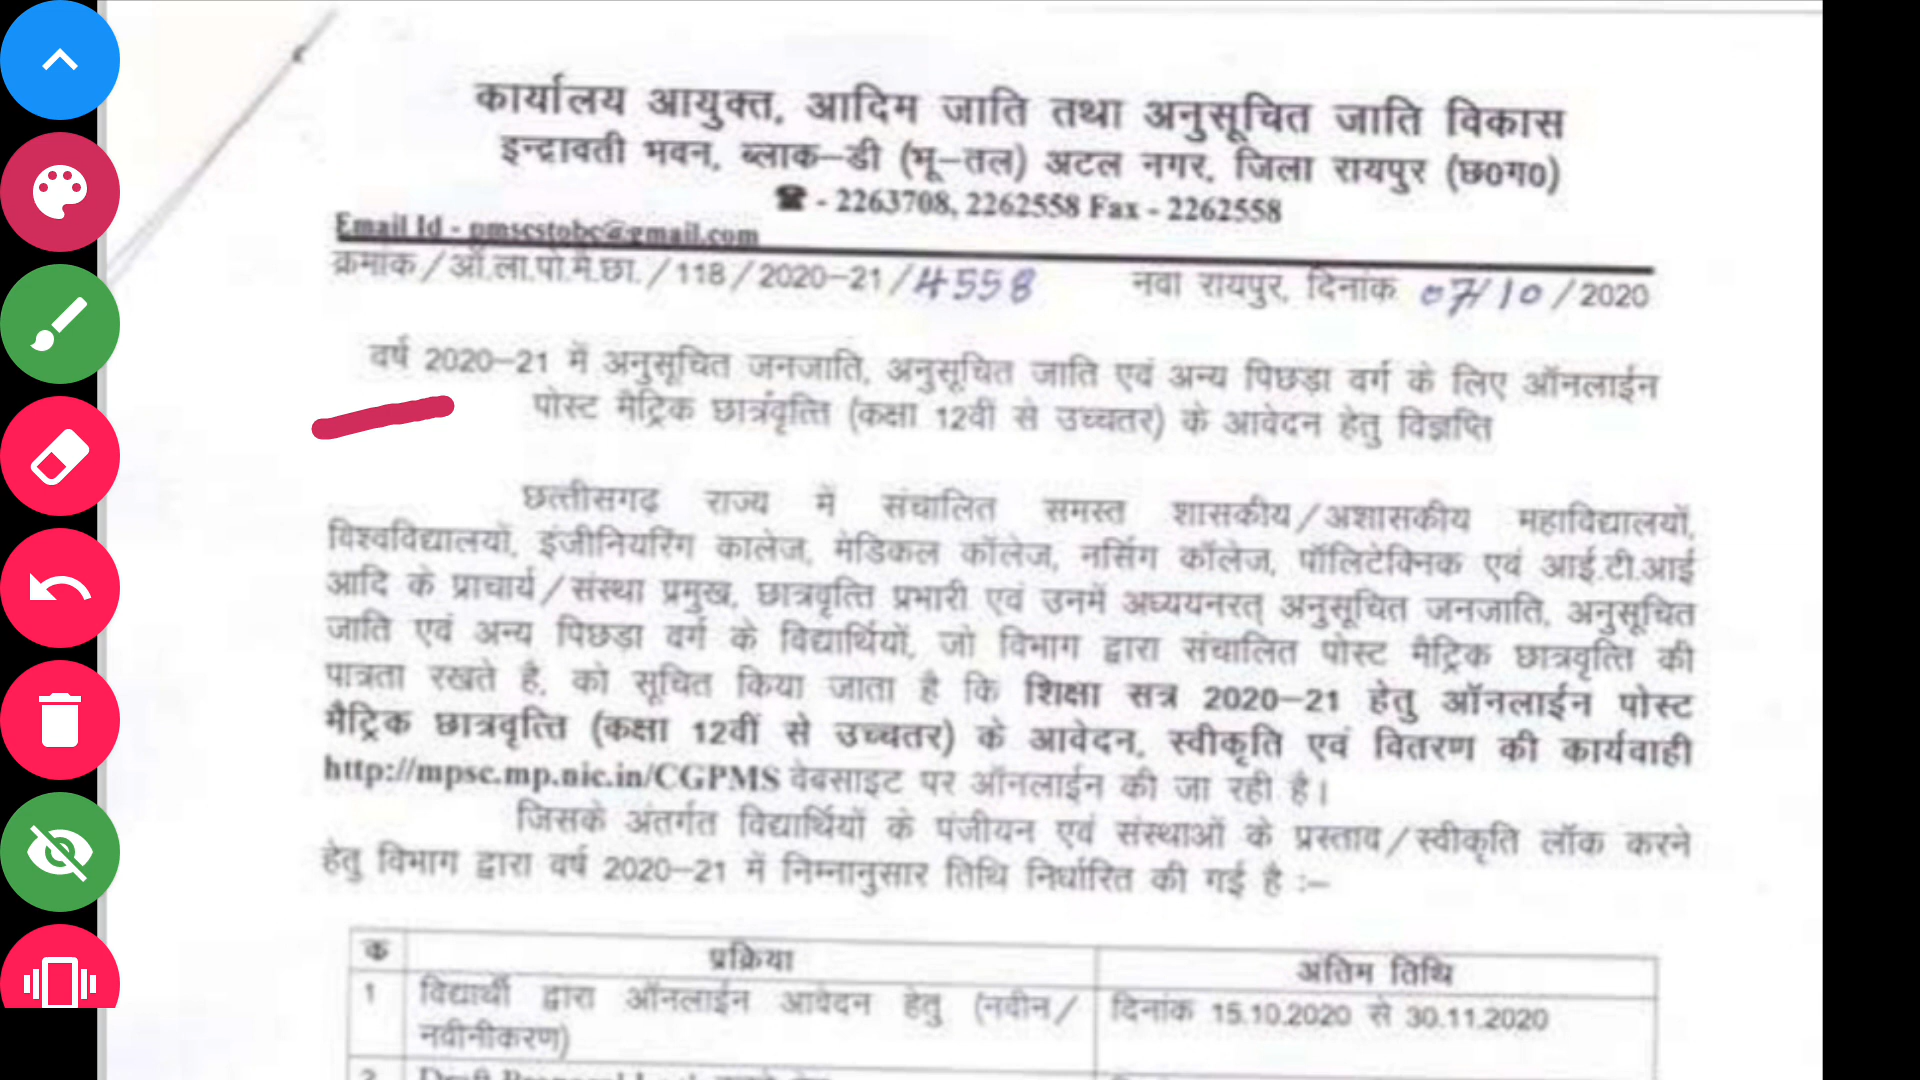 कार्यालय आयुक्त, आदिम जाति तथा अनुसूचित जाति विकास
इन्द्रावती भवन, ब्लाक–डी (भू–तल) अटल नगर, जिला रायपुर (छ0ग0)
☎ - 2263708, 2262558 Fax - 2262558
Email Id - pmscstobc@gmail.com
क्रमांक/ऑ.ला.पो.मै.छा./118/2020–21/4558 नवा रायपुर, दिनांक 07/10/2020
वर्ष 2020–21 में अनुसूचित जनजाति, अनुसूचित जाति एवं अन्य पिछड़ा वर्ग के लिए ऑनलाईन
पोस्ट मैट्रिक छात्रवृत्ति (कक्षा 12वीं से उच्चतर) के आवेदन हेतु विज्ञप्ति
छत्तीसगढ़ राज्य में संचालित समस्त शासकीय/अशासकीय महाविद्यालयों,
विश्वविद्यालयों, इंजीनियरिंग कालेज, मेडिकल कॉलेज, नर्सिंग कॉलेज, पॉलिटेक्निक एवं आई.टी.आई
आदि के प्राचार्य/संस्था प्रमुख, छात्रवृत्ति प्रभारी एवं उनमें अध्ययनरत् अनुसूचित जनजाति, अनुसूचित
जाति एवं अन्य पिछड़ा वर्ग के विद्यार्थियों, जो विभाग द्वारा संचालित पोस्ट मैट्रिक छात्रवृत्ति की
पात्रता रखते है, को सूचित किया जाता है कि शिक्षा सत्र 2020–21 हेतु ऑनलाईन पोस्ट
मैट्रिक छात्रवृत्ति (कक्षा 12वीं से उच्चतर) के आवेदन, स्वीकृति एवं वितरण की कार्यवाही
http://mpsc.mp.nic.in/CGPMS वेबसाइट पर ऑनलाईन की जा रही है।
जिसके अंतर्गत विद्यार्थियों के पंजीयन एवं संस्थाओं के प्रस्ताव/स्वीकृति लॉक करने
हेतु विभाग द्वारा वर्ष 2020–21 में निम्नानुसार तिथि निर्धारित की गई है :–
क प्रक्रिया अंतिम तिथि
1 विद्यार्थी द्वारा ऑनलाईन आवेदन हेतु (नवीन/ दिनांक 15.10.2020 से 30.11.2020
नवीनीकरण)